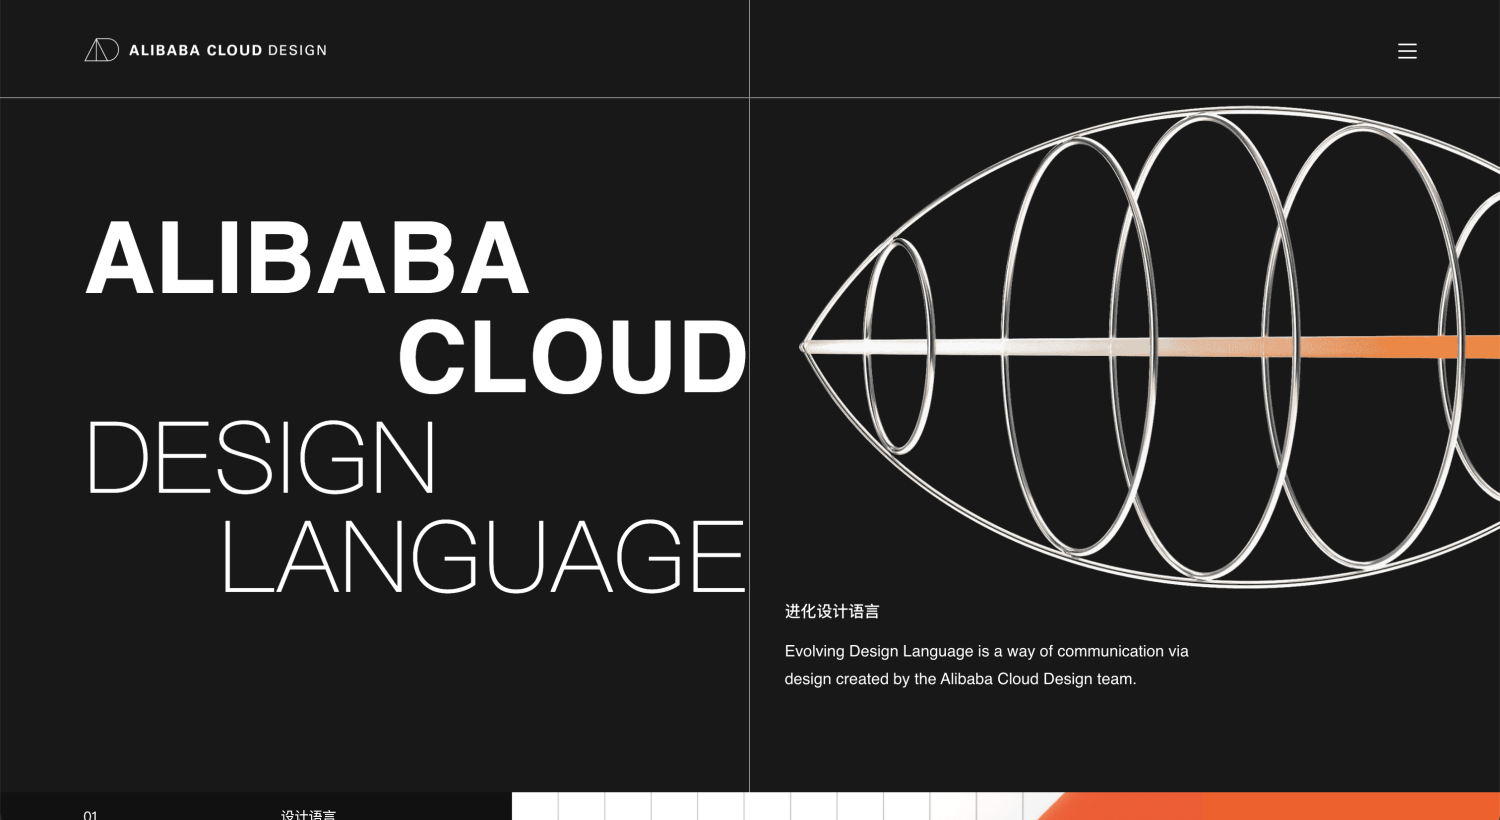 ALIBABA CLOUD DESIGN
ALIBABA
CLOUD
DESIGN
LANGUAGE
进化设计语言
Evolving Design Language is a way of communication via
design created by the Alibaba Cloud Design team.
01
设计语言